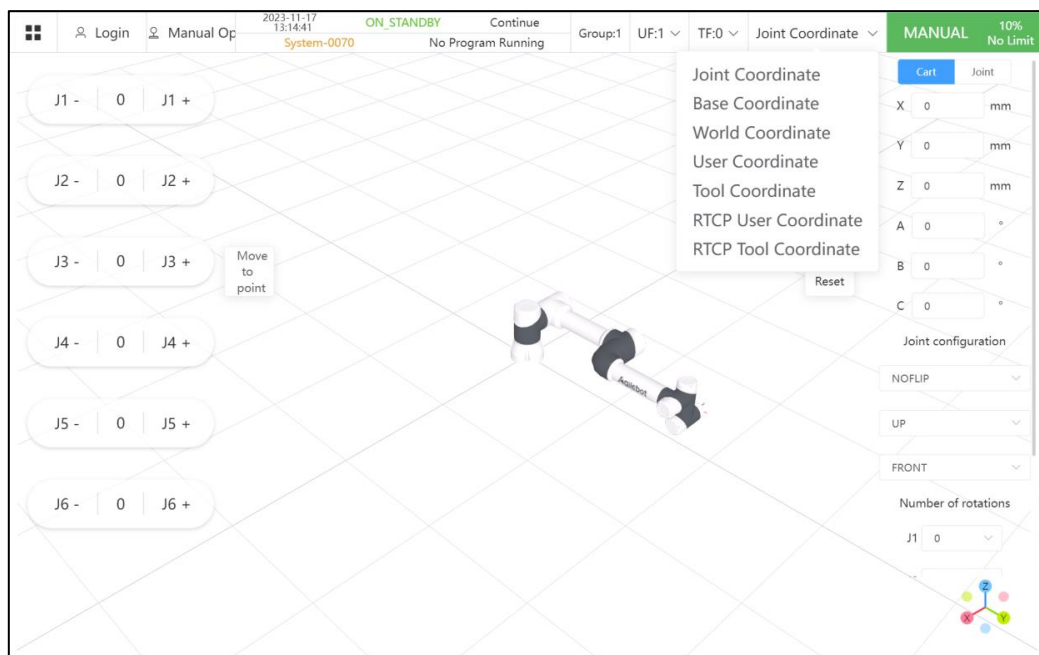 Login
Manual Op
2023-11-17
13:14:41
ON_STANDBY
Continue
System-0070
No Program Running
Group:1
UF:1
TF:0
Joint Coordinate
MANUAL
10%
No Limit
Joint Coordinate
Base Coordinate
World Coordinate
User Coordinate
Tool Coordinate
RTCP User Coordinate
RTCP Tool Coordinate
J1 - 0 J1 +
J2 - 0 J2 +
J3 - 0 J3 +
J4 - 0 J4 +
J5 - 0 J5 +
J6 - 0 J6 +
Move
to
point
Reset
Agilebot
Cart Joint
X 0 mm
Y 0 mm
Z 0 mm
A 0 °
B 0 °
C 0 °
Joint configuration
NOFLIP
UP
FRONT
Number of rotations
J1 0
Z
X
Y